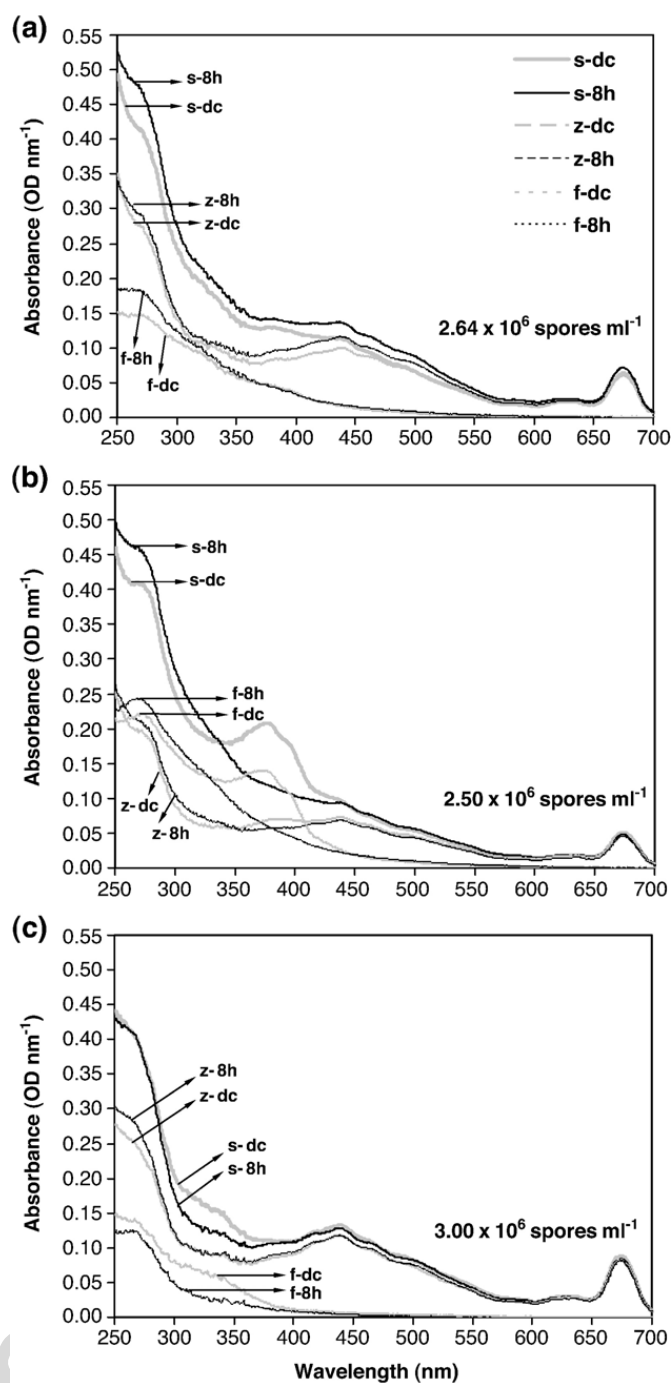 (a)
0.55
0.50
0.45
0.40
0.35
0.30
0.25
0.20
0.15
0.10
0.05
0.00
Absorbance (OD nm⁻¹)
s-8h
s-dc
z-8h
z-dc
f-8h
f-dc
s-dc
s-8h
z-dc
z-8h
f-dc
f-8h
2.64 x 10⁶ spores ml⁻¹
250 300 350 400 450 500 550 600 650 700
(b)
0.55
0.50
0.45
0.40
0.35
0.30
0.25
0.20
0.15
0.10
0.05
0.00
Absorbance (OD nm⁻¹)
s-8h
s-dc
f-8h
f-dc
z-dc
z-8h
2.50 x 10⁶ spores ml⁻¹
250 300 350 400 450 500 550 600 650 700
(c)
0.55
0.50
0.45
0.40
0.35
0.30
0.25
0.20
0.15
0.10
0.05
0.00
Absorbance (OD nm⁻¹)
z-8h
z-dc
s-dc
s-8h
f-dc
f-8h
3.00 x 10⁶ spores ml⁻¹
250 300 350 400 450 500 550 600 650 700
Wavelength (nm)